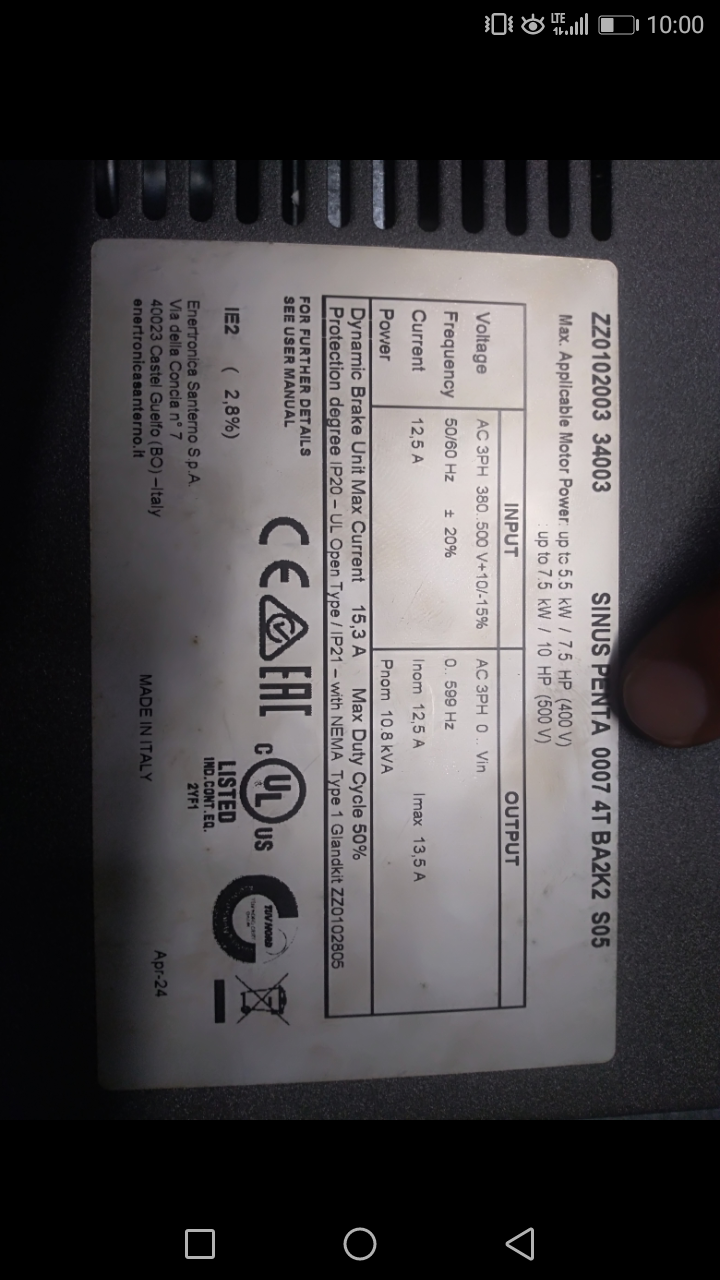 10:00
ZZ0102003 34003 SINUS PENTA 0007 4T BA2K2 S05
Max. Applicable Motor Power: up to 5.5 kW / 7.5 HP (400 V)
: up to 7.5 kW / 10 HP (500 V)
INPUT OUTPUT
Voltage AC 3PH 380..500 V+10/-15% AC 3PH 0 .. Vin
Frequency 50/60 Hz ± 20% 0.. 599 Hz
Current 12,5 A Inom 12,5 A Imax 13,5 A
Power Pnom 10.8 kVA
Dynamic Brake Unit Max Current 15,3 A Max Duty Cycle 50%
Protection degree IP20 – UL Open Type / IP21 – with NEMA Type 1 Glandkit ZZ0102805
FOR FURTHER DETAILS
SEE USER MANUAL
IE2 ( 2,8%)
CE
EAC
C UL US
LISTED
IND.CONT.EQ.
2YF1
TÜV NORD
Enertronica Santerno S.p.A.
Via della Concia n° 7
40023 Castel Guelfo (BO) –Italy
enertronicasanterno.it
MADE IN ITALY
Apr-24